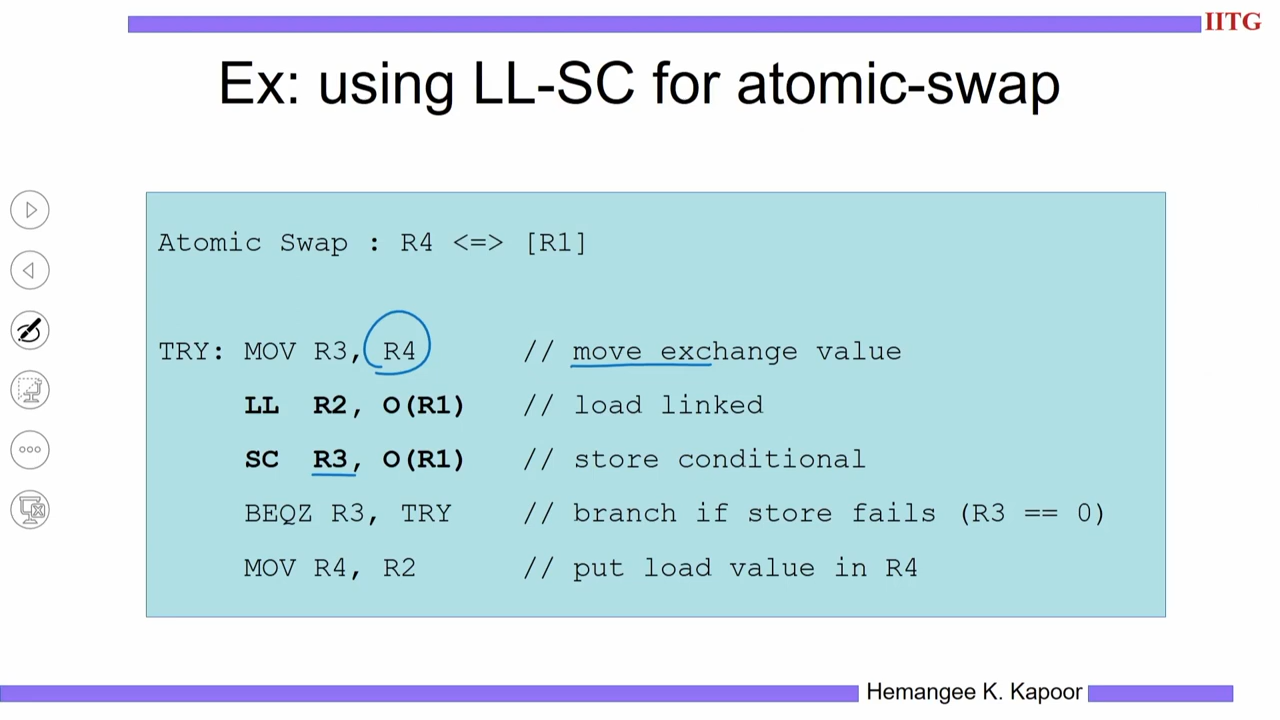 IITG
Ex: using LL-SC for atomic-swap
Atomic Swap : R4 <=> [R1]
TRY: MOV R3, R4 // move exchange value
LL R2, O(R1) // load linked
SC R3, O(R1) // store conditional
BEQZ R3, TRY // branch if store fails (R3 == 0)
MOV R4, R2 // put load value in R4
Hemangee K. Kapoor